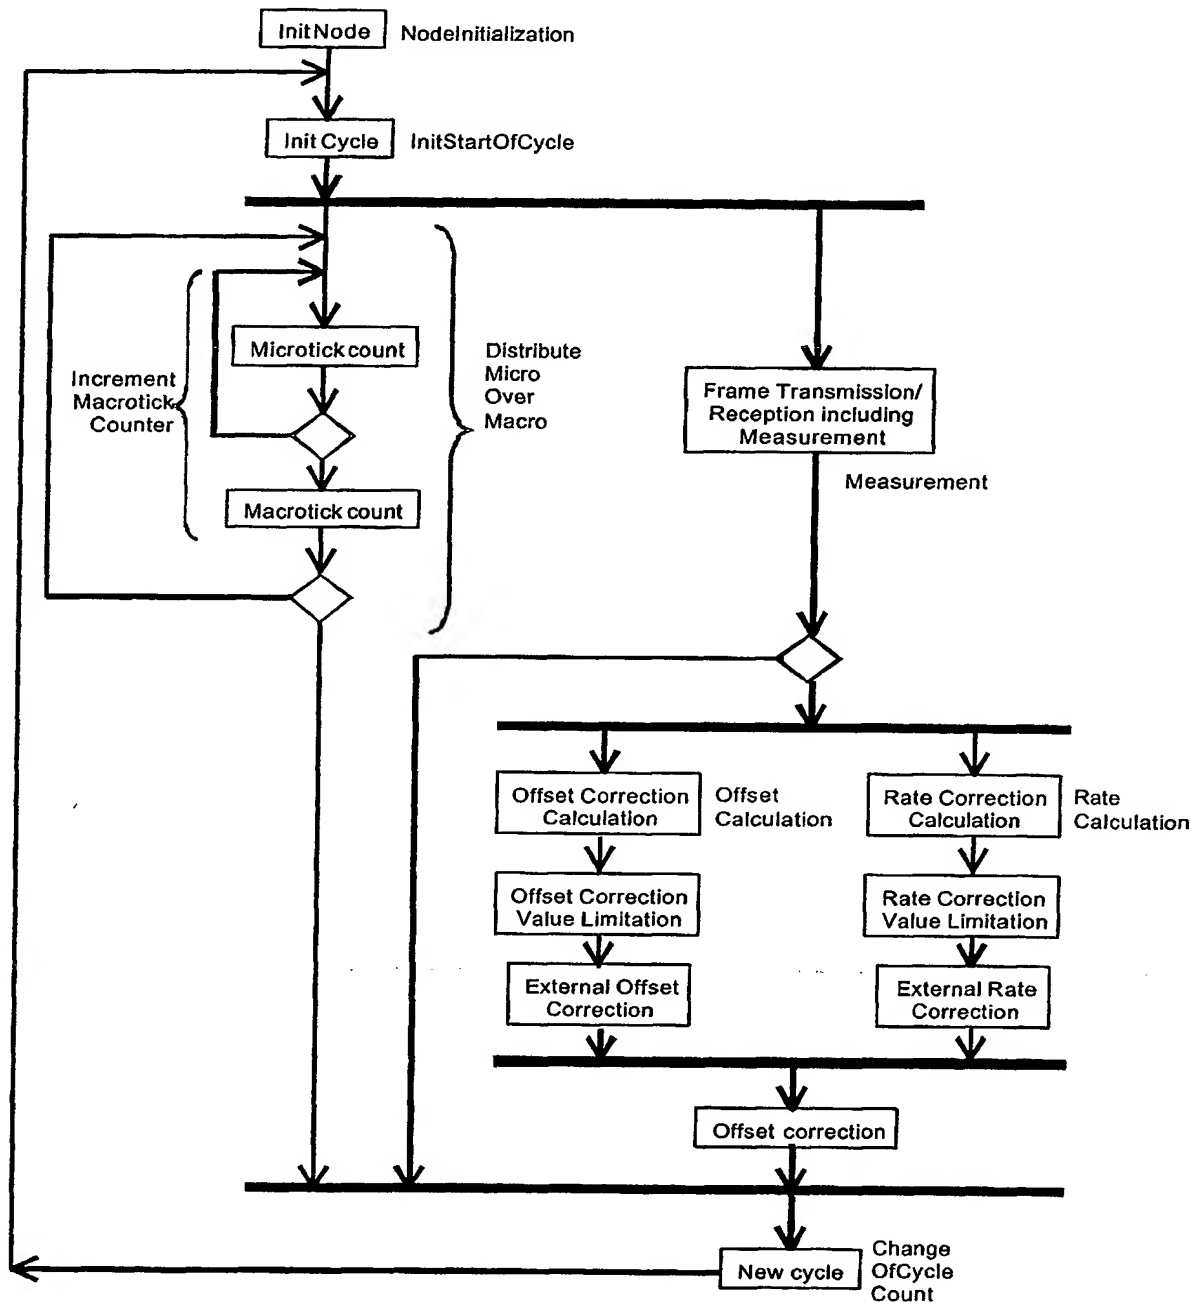 InitNode
NodeInitialization
Init Cycle
InitStartOfCycle
Microtick count
Increment
Macrotick
Counter
Macrotick count
Distribute
Micro
Over
Macro
Frame Transmission/
Reception including
Measurement
Measurement
Offset Correction
Calculation
Offset
Calculation
Rate Correction
Calculation
Rate
Calculation
Offset Correction
Value Limitation
Rate Correction
Value Limitation
External Offset
Correction
External Rate
Correction
Offset correction
New cycle
Change
OfCycle
Count